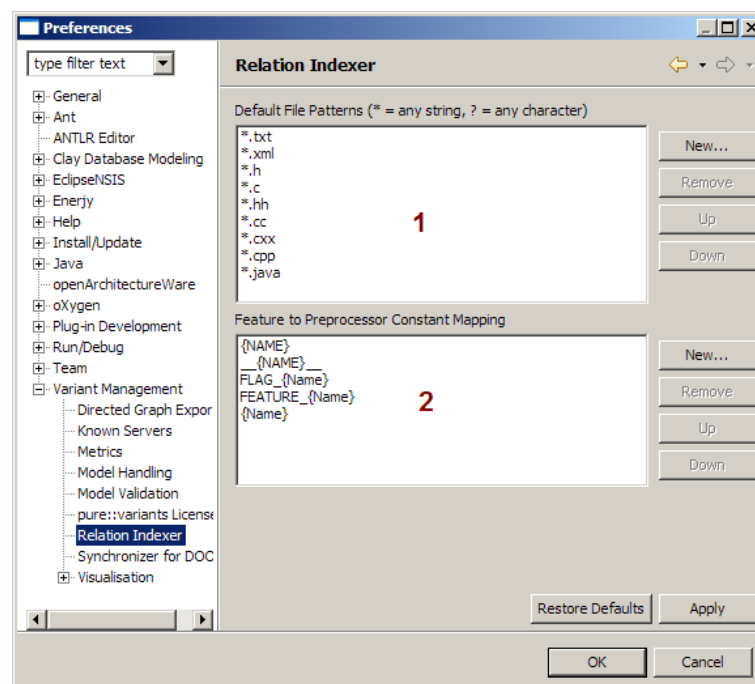 Preferences
type filter text
General
Ant
ANTLR Editor
Clay Database Modeling
EclipseNSIS
Enerjy
Help
Install/Update
Java
openArchitectureWare
oXygen
Plug-in Development
Run/Debug
Team
Variant Management
Directed Graph Expor
Known Servers
Metrics
Model Handling
Model Validation
pure::variants License
Relation Indexer
Synchronizer for DOO
Visualisation
Relation Indexer
Default File Patterns (* = any string, ? = any character)
*.txt
*.xml
*.h
*.c
*.hh
*.cc
*.cxx
*.cpp
*.java
1
New...
Remove
Up
Down
Feature to Preprocessor Constant Mapping
{NAME}
__{NAME}__
FLAG_{Name}
FEATURE_{Name}
{Name}
2
New...
Remove
Up
Down
Restore Defaults
Apply
OK
Cancel